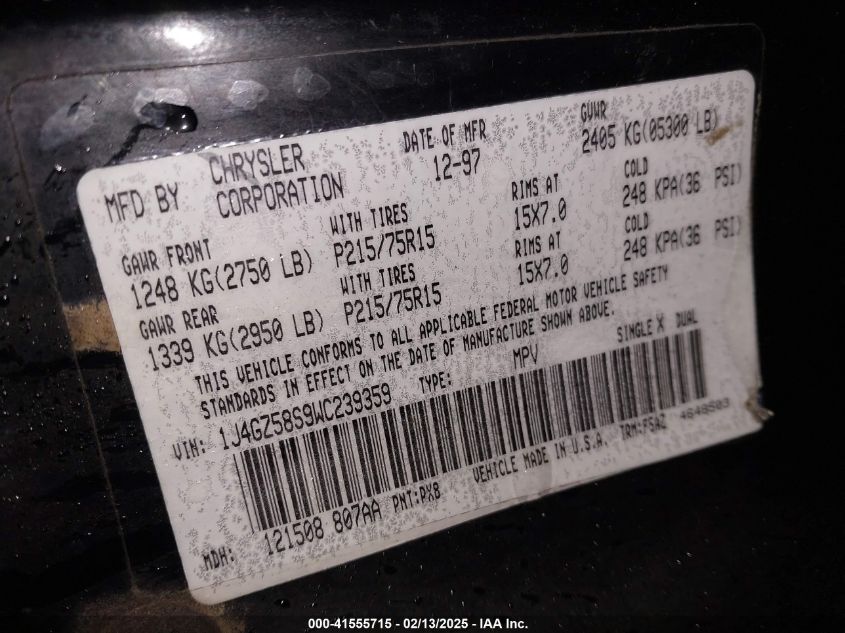 MFD BY CHRYSLER CORPORATION DATE OF MFR 12-97 GVWR 2405 KG(05300 LB)
GAWR FRONT WITH TIRES RIMS AT COLD
1248 KG(2750 LB) P215/75R15 15X7.0 248 KPA(36 PSI)
GAWR REAR WITH TIRES RIMS AT COLD
1339 KG(2950 LB) P215/75R15 15X7.0 248 KPA(36 PSI)
THIS VEHICLE CONFORMS TO ALL APPLICABLE FEDERAL MOTOR VEHICLE SAFETY
STANDARDS IN EFFECT ON THE DATE OF MANUFACTURE SHOWN ABOVE.
VIN: 1J4GZ58S9WC239359 TYPE: MPV SINGLE X DUAL
MDH: 121508 807AA PNT:PX8 VEHICLE MADE IN U.S.A. TRM:FSAZ 4648503
000-41555715 - 02/13/2025 - IAA Inc.